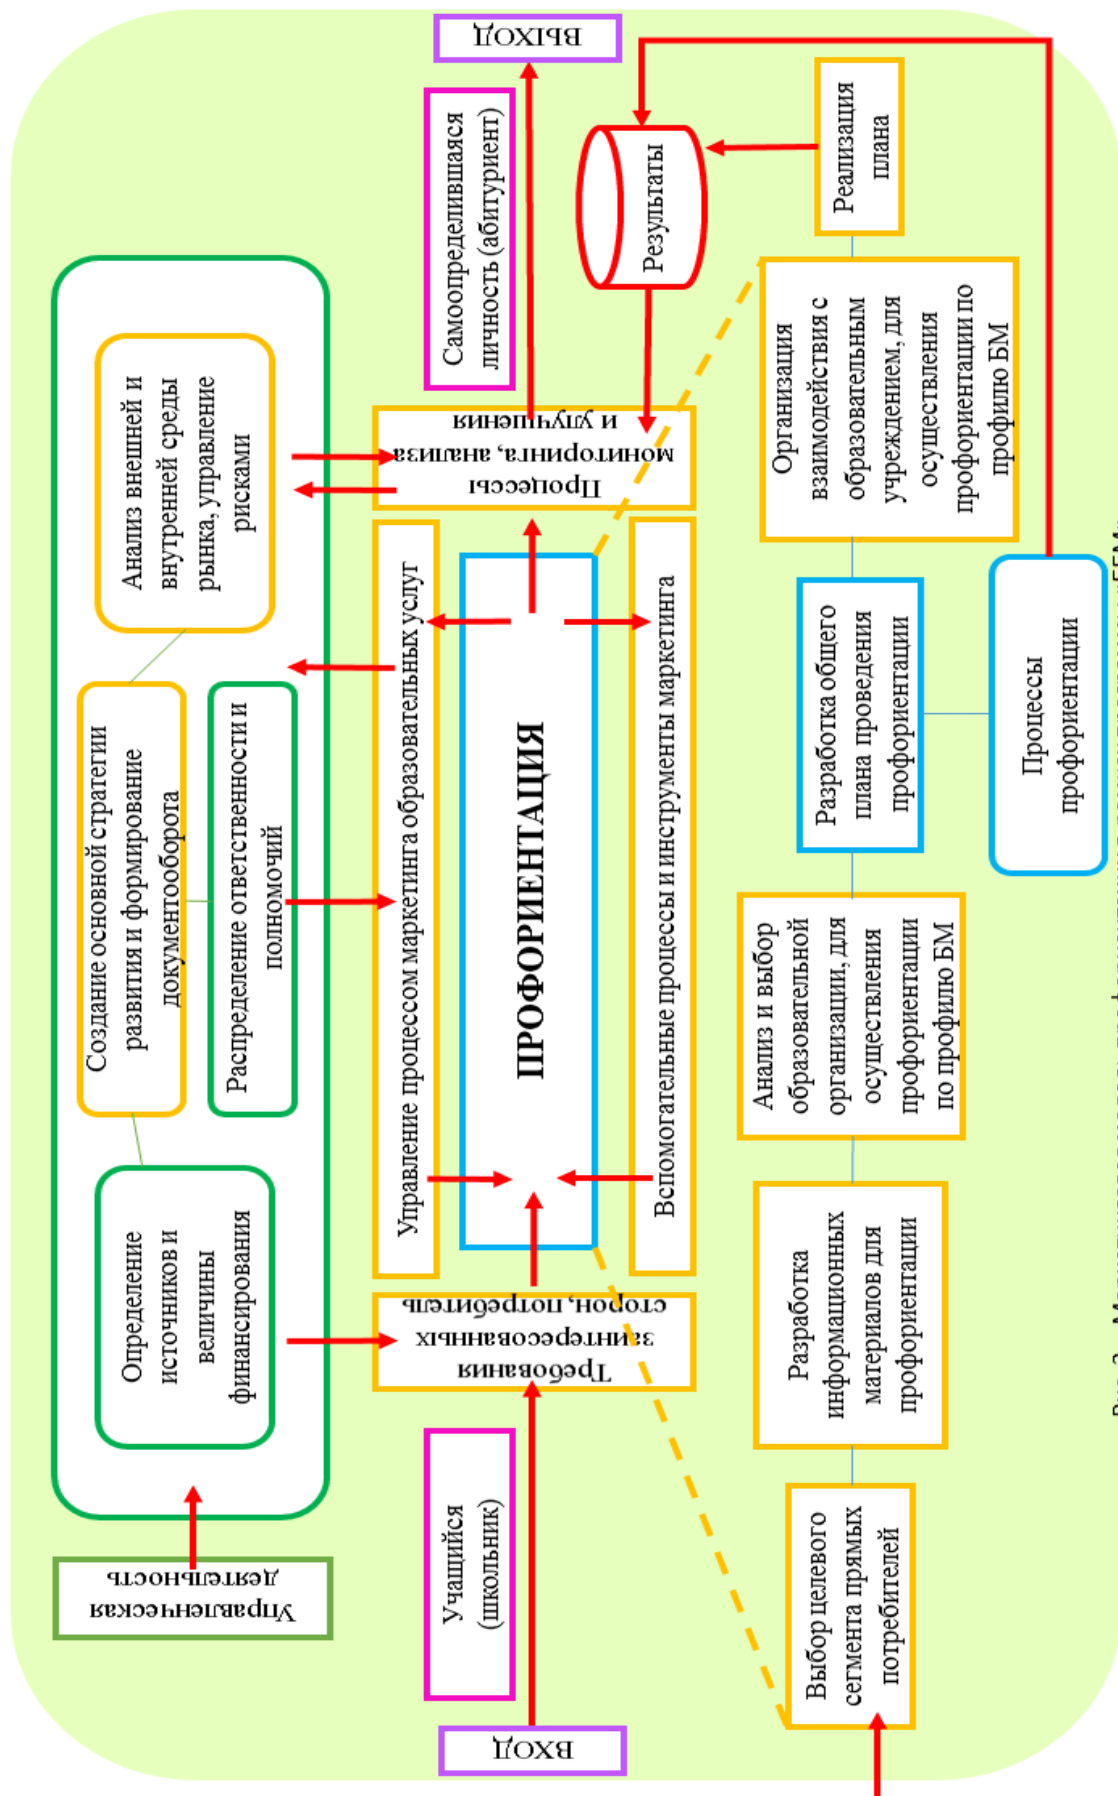 Управленческая
деятельность
Определение
источников и
величины
финансирования
Создание основной стратегии
развития и формирование
документооборота
Распределение ответственности и
полномочий
Анализ внешней и
внутренней среды
рынка, управление
рисками
ВХОД
Учащийся
(школьник)
Требования
заинтересованных
сторон, потребитель
Управление процессом маркетинга образовательных услуг
ПРОФОРИЕНТАЦИЯ
Вспомогательные процессы и инструменты маркетинга
Процессы
мониторинга, анализа
и улучшения
Самоопределившаяся
личность (абитуриент)
ВЫХОД
Результаты
Выбор целевого
сегмента прямых
потребителей
Разработка
информационных
материалов для
профориентации
Анализ и выбор
образовательной
организации, для
осуществления
профориентации
по профилю БМ
Разработка общего
плана проведения
профориентации
Организация
взаимодействия с
образовательным
учреждением, для
осуществления
профориентации по
профилю БМ
Реализация
плана
Процессы
профориентации